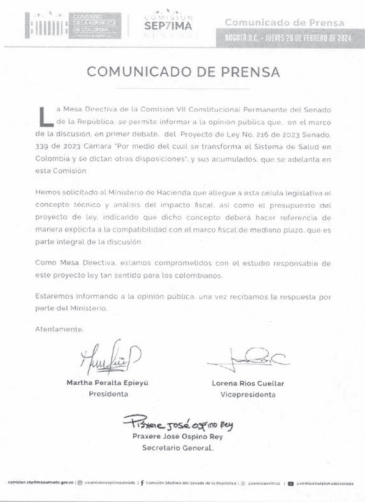 COMISIÓN
SÉPTIMA
Comunicado de Prensa
BOGOTÁ D.C. - JUEVES 29 DE FEBRERO DE 2024
COMUNICADO DE PRENSA
La Mesa Directiva de la Comisión VII Constitucional Permanente del Senado
de la República, se permite informar a la opinión pública que, en el marco
de la discusión, en primer debate, del Proyecto de Ley No. 216 de 2023 Senado,
339 de 2023 Cámara "Por medio del cual se transforma el Sistema de Salud en
Colombia y se dictan otras disposiciones", y sus acumulados, que se adelanta en
esta Comisión
Hemos solicitado al Ministerio de Hacienda que allegue a esta célula legislativa el
concepto técnico y análisis del impacto fiscal, así como el presupuesto del
proyecto de ley, indicando que dicho concepto deberá hacer referencia de
manera explícita a la compatibilidad con el marco fiscal de mediano plazo, que es
parte integral de la discusión.
Como Mesa Directiva, estamos comprometidos con el estudio responsable de
este proyecto ley tan sentido para los colombianos.
Estaremos informando a la opinión pública, una vez recibamos la respuesta por
parte del Ministerio.
Atentamente,
Martha Peralta Epieyú
Presidenta
Lorena Ríos Cuellar
Vicepresidenta
Praxere José Ospino Rey
Praxere José Ospino Rey
Secretario General.